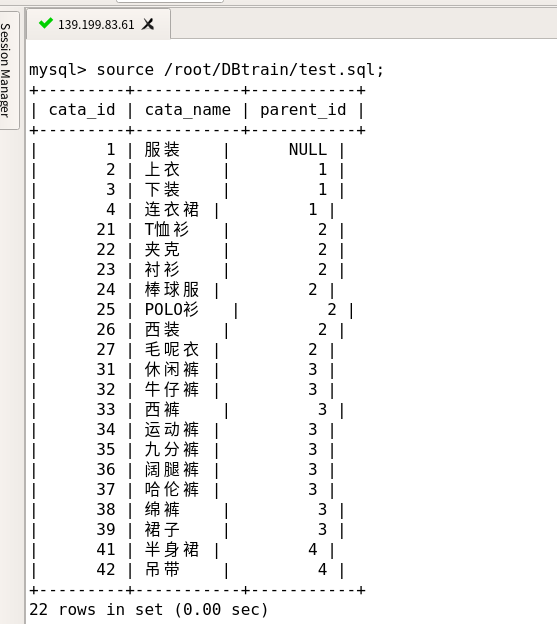 139.199.83.61
Session Manager
mysql> source /root/DBtrain/test.sql;
+---------+-----------+-----------+
| cata_id | cata_name | parent_id |
+---------+-----------+-----------+
|       1 | 服装    |      NULL |
|       2 | 上衣    |         1 |
|       3 | 下装    |         1 |
|       4 | 连衣裙 |         1 |
|      21 | T恤衫   |         2 |
|      22 | 夹克    |         2 |
|      23 | 衬衫    |         2 |
|      24 | 棒球服 |         2 |
|      25 | POLO衫   |         2 |
|      26 | 西装    |         2 |
|      27 | 毛呢衣 |         2 |
|      31 | 休闲裤 |         3 |
|      32 | 牛仔裤 |         3 |
|      33 | 西裤    |         3 |
|      34 | 运动裤 |         3 |
|      35 | 九分裤 |         3 |
|      36 | 阔腿裤 |         3 |
|      37 | 哈伦裤 |         3 |
|      38 | 绵裤    |         3 |
|      39 | 裙子    |         3 |
|      41 | 半身裙 |         4 |
|      42 | 吊带    |         4 |
+---------+-----------+-----------+
22 rows in set (0.00 sec)